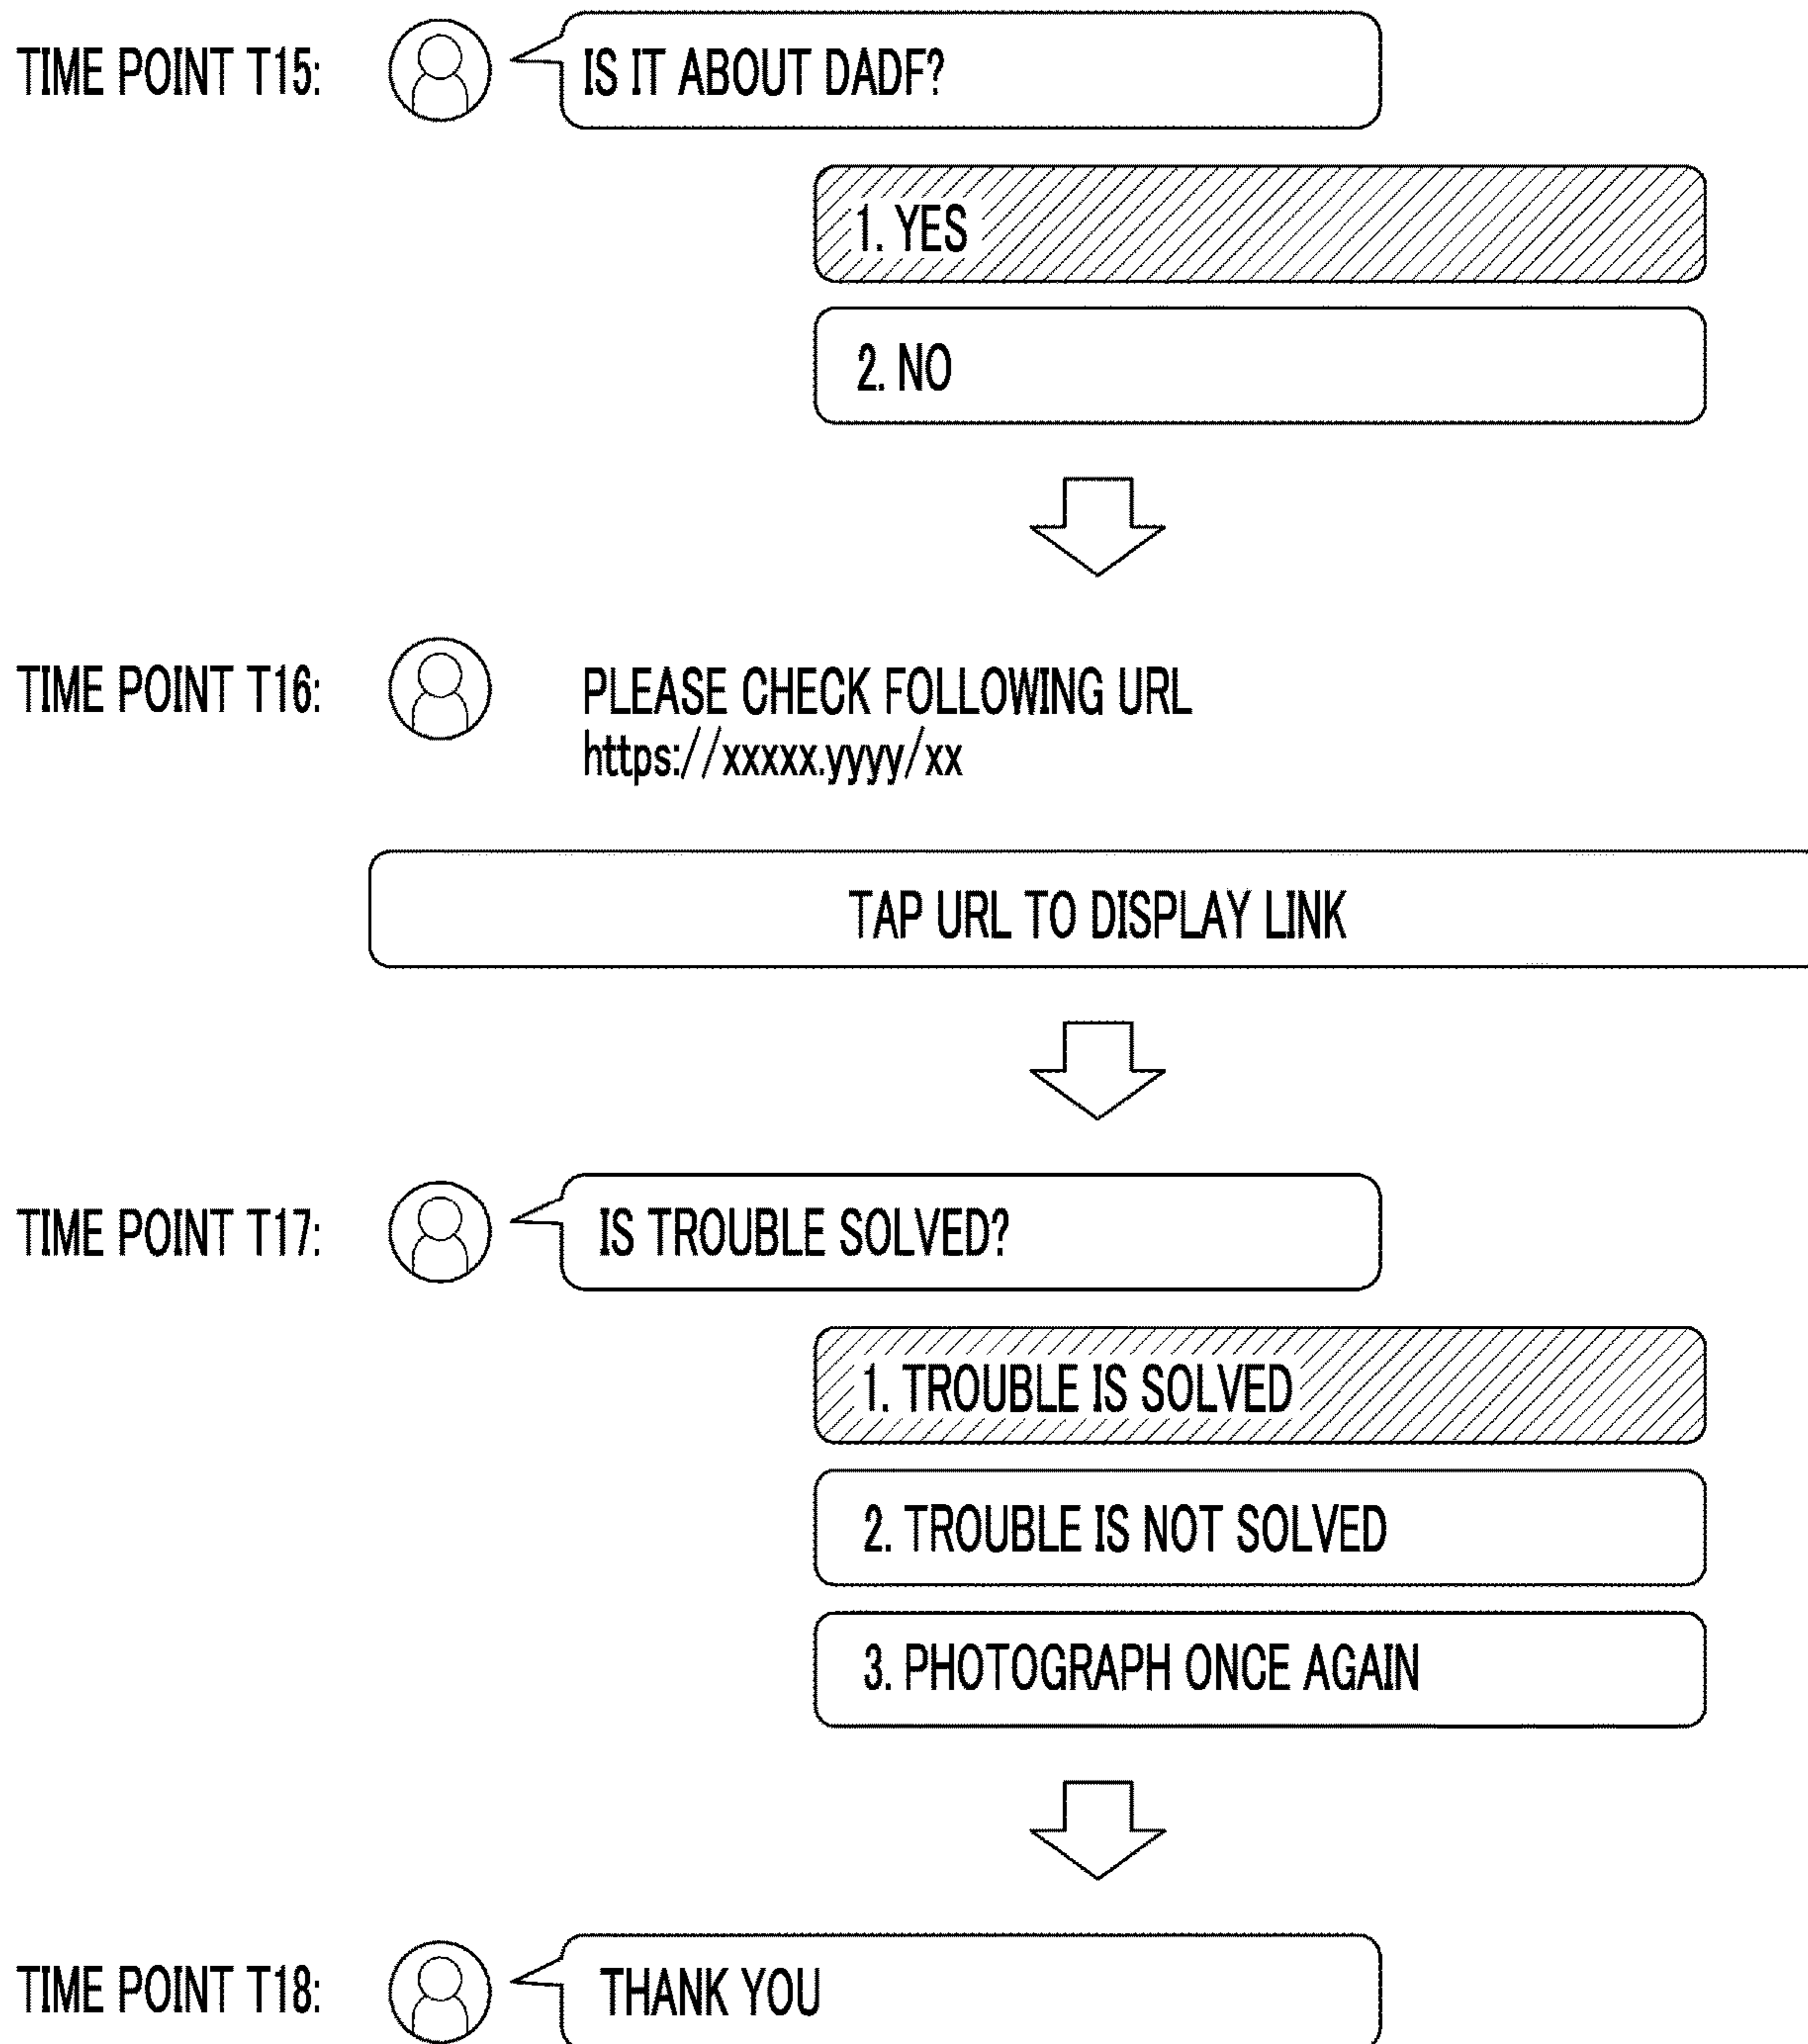 TIME POINT T15:
IS IT ABOUT DADF?
1. YES
2. NO
TIME POINT T16:
PLEASE CHECK FOLLOWING URL
https://xxxxx.yyyy/xx
TAP URL TO DISPLAY LINK
TIME POINT T17:
IS TROUBLE SOLVED?
1. TROUBLE IS SOLVED
2. TROUBLE IS NOT SOLVED
3. PHOTOGRAPH ONCE AGAIN
TIME POINT T18:
THANK YOU